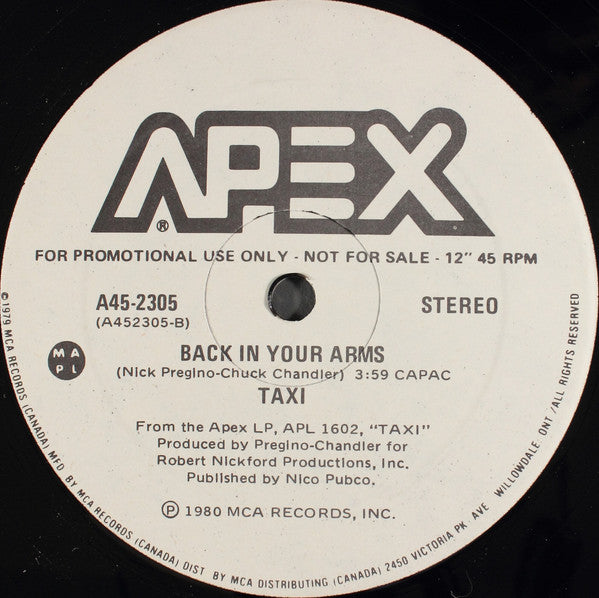 APEX
®
FOR PROMOTIONAL USE ONLY - NOT FOR SALE - 12" 45 RPM
A45-2305 STEREO
(A452305-B)
M A
P L
BACK IN YOUR ARMS
(Nick Pregino-Chuck Chandler) 3:59 CAPAC
TAXI
From the Apex LP, APL 1602, "TAXI"
Produced by Pregino-Chandler for
Robert Nickford Productions, Inc.
Published by Nico Pubco.
℗ 1980 MCA RECORDS, INC.
©1979 MCA RECORDS (CANADA) MFD BY MCA RECORDS (CANADA) DIST BY MCA DISTRIBUTING (CANADA) 2450 VICTORIA PK AVE WILLOWDALE ONT /ALL RIGHTS RESERVED